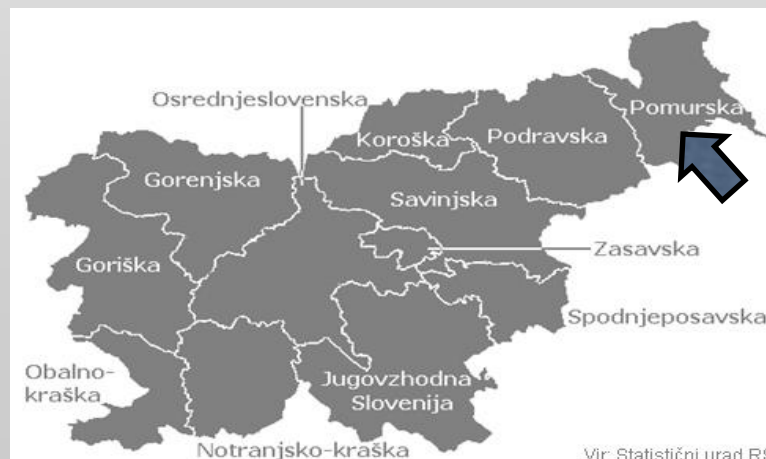 Osrednjeslovenska
Pomurska
Koroška
Podravska
Gorenjska
Savinjska
Zasavska
Goriška
Spodnjeposavska
Obalno-
kraška
Jugovzhodna
Slovenija
Notranjsko-kraška
Vir: Statistični urad RS